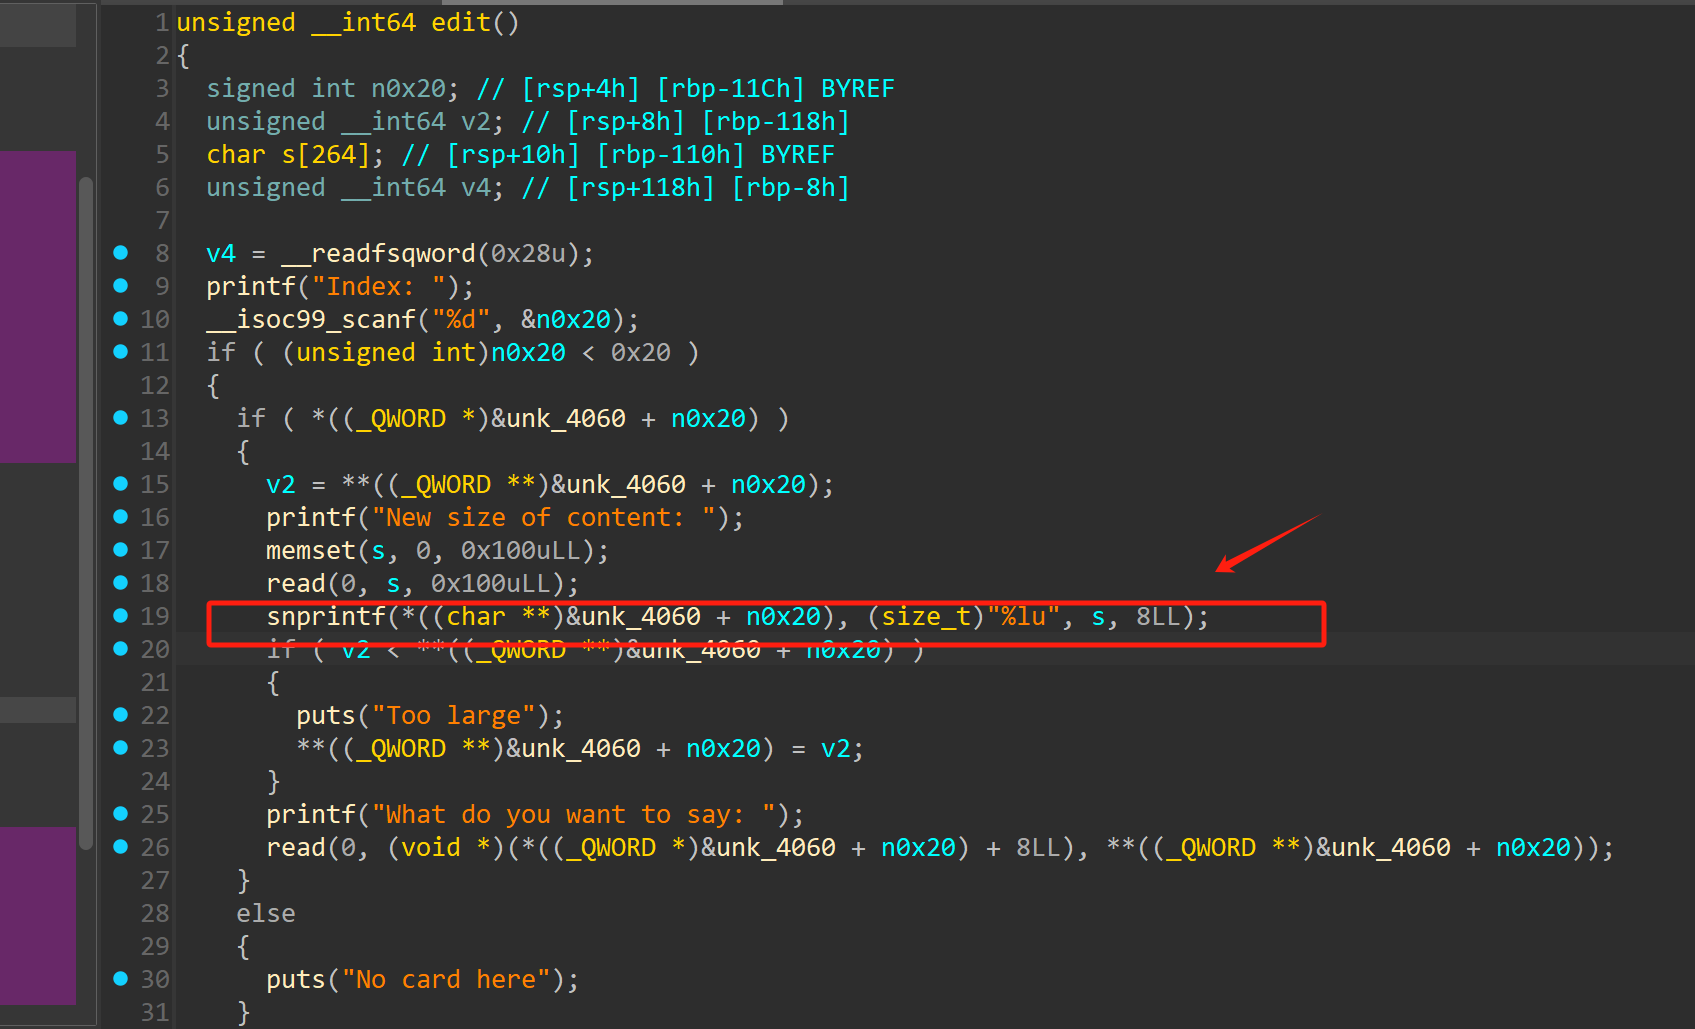 1 unsigned __int64 edit()
2 {
3 signed int n0x20; // [rsp+4h] [rbp-11Ch] BYREF
4 unsigned __int64 v2; // [rsp+8h] [rbp-118h]
5 char s[264]; // [rsp+10h] [rbp-110h] BYREF
6 unsigned __int64 v4; // [rsp+118h] [rbp-8h]
7
8 v4 = __readfsqword(0x28u);
9 printf("Index: ");
10 __isoc99_scanf("%d", &n0x20);
11 if ( (unsigned int)n0x20 < 0x20 )
12 {
13 if ( *((_QWORD *)&unk_4060 + n0x20) )
14 {
15 v2 = **((_QWORD **)&unk_4060 + n0x20);
16 printf("New size of content: ");
17 memset(s, 0, 0x100uLL);
18 read(0, s, 0x100uLL);
19 snprintf(*((char **)&unk_4060 + n0x20), (size_t)"%lu", s, 8LL);
20 if ( v2 < **((_QWORD **)&unk_4060 + n0x20) )
21 {
22 puts("Too large");
23 **((_QWORD **)&unk_4060 + n0x20) = v2;
24 }
25 printf("What do you want to say: ");
26 read(0, (void *)(*((_QWORD *)&unk_4060 + n0x20) + 8LL), **((_QWORD **)&unk_4060 + n0x20));
27 }
28 else
29 {
30 puts("No card here");
31 }